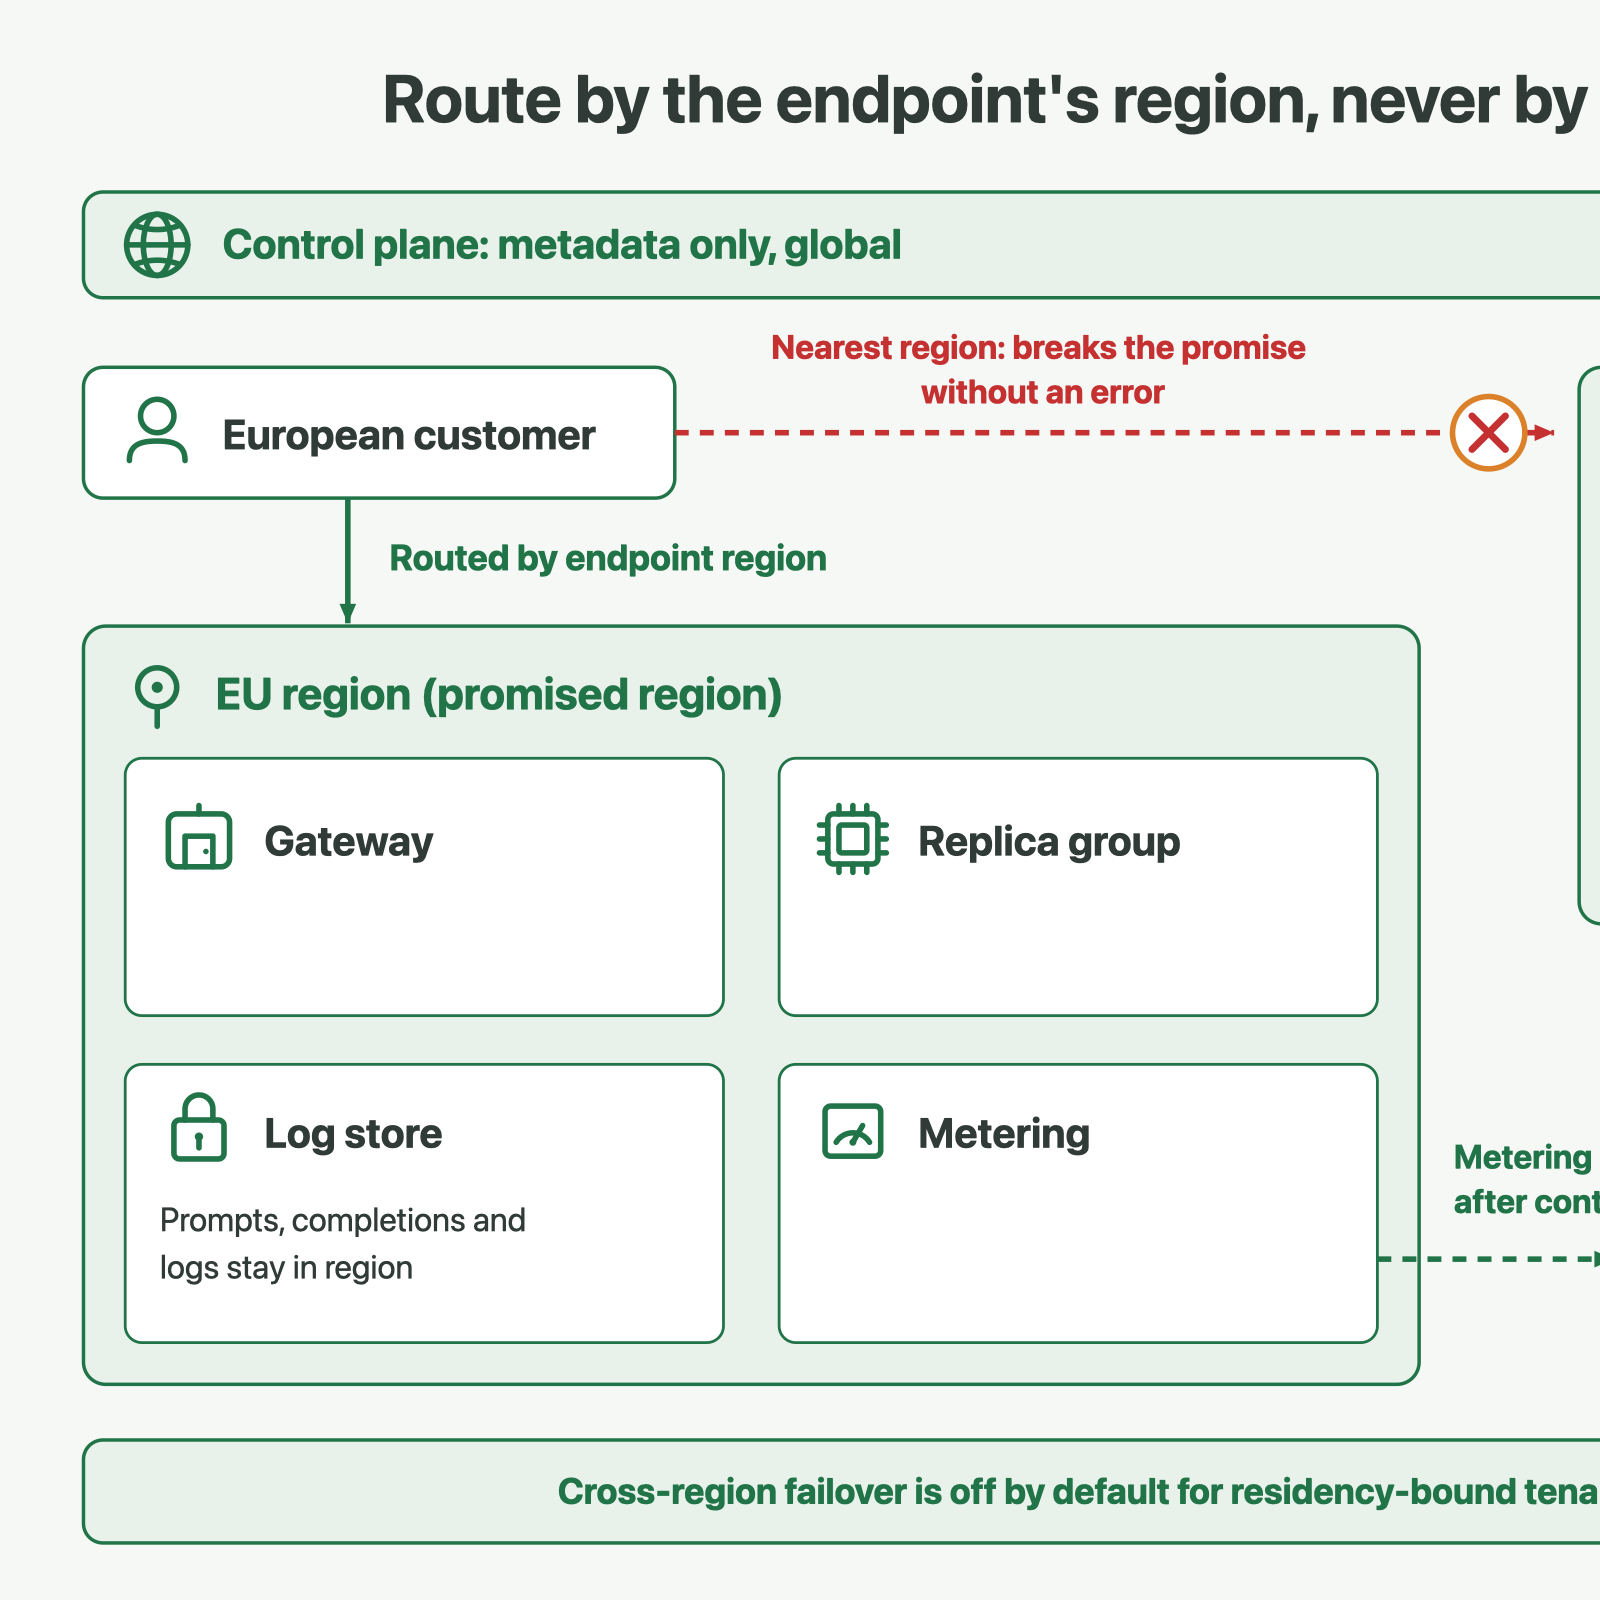 Route by the endpoint's region, never by
Control plane: metadata only, global
Nearest region: breaks the promise
without an error
European customer
Routed by endpoint region
EU region (promised region)
Gateway
Replica group
Log store
Metering
Prompts, completions and
logs stay in region
Metering
after
Cross-region failover is off by default for residency-bound